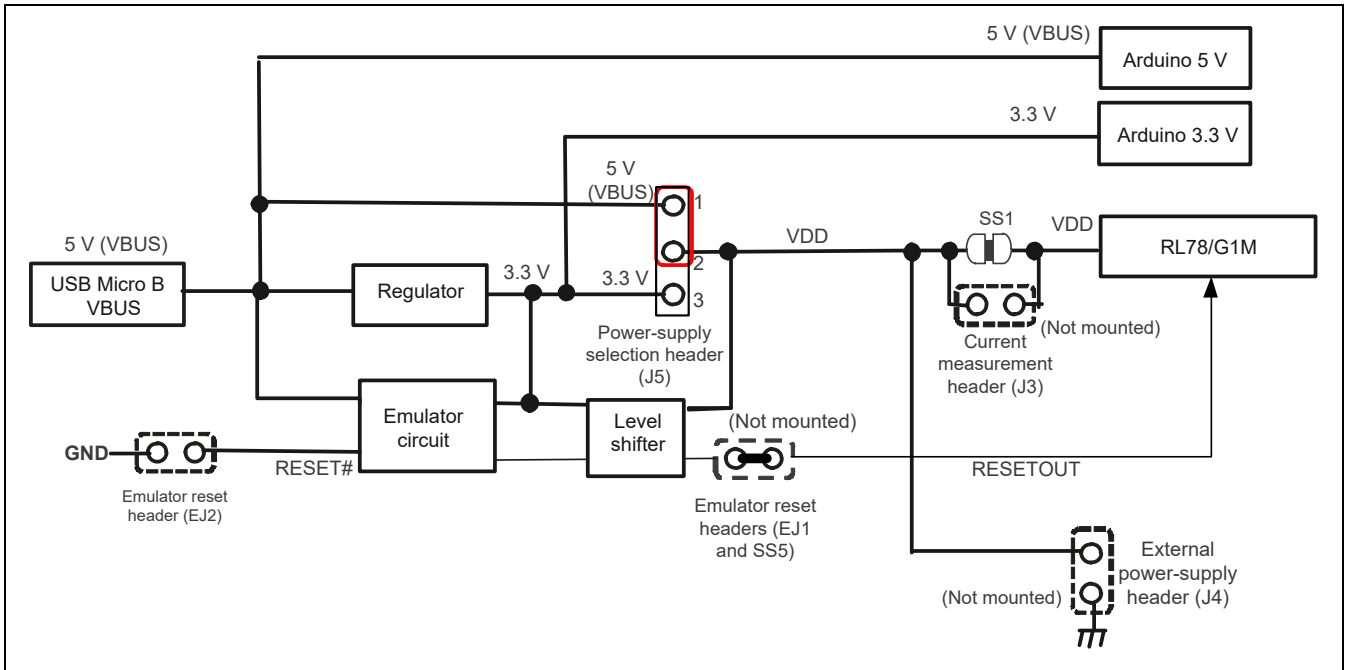 5 V (VBUS)
Arduino 5 V
3.3 V
Arduino 3.3 V
5 V
(VBUS)
1
2
3
5 V (VBUS)
USB Micro B
VBUS
Regulator
3.3 V
3.3 V
Power-supply
selection header
(J5)
VDD
SS1
VDD
RL78/G1M
(Not mounted)
Current
measurement
header (J3)
Emulator
circuit
Level
shifter
(Not mounted)
GND
RESET#
Emulator reset
header (EJ2)
RESETOUT
Emulator reset
headers (EJ1
and SS5)
External
power-supply
header (J4)
(Not mounted)